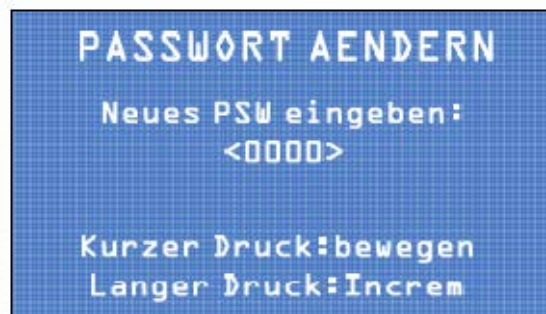 PASSWORT AENDERN
Neues PSW eingeben:
<0000>
Kurzer Druck:bewegen
Langer Druck:Increm